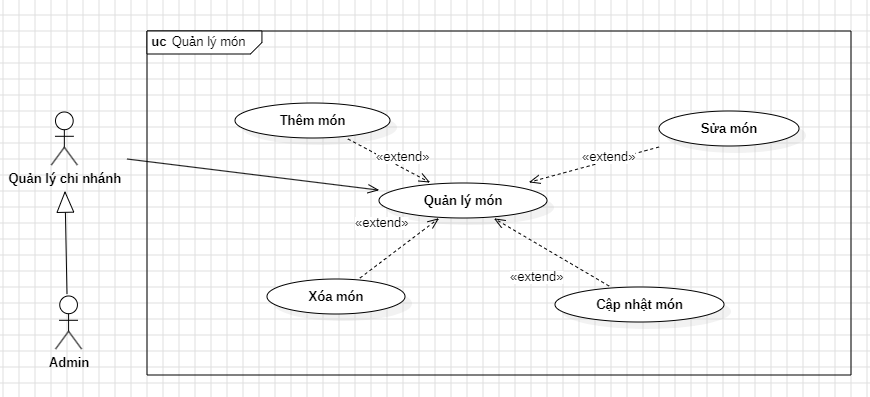 uc Quản lý món
Thêm món
Sửa món
«extend»
«extend»
Quản lý chi nhánh
Quản lý món
«extend»
«extend»
Xóa món
Cập nhật món
Admin